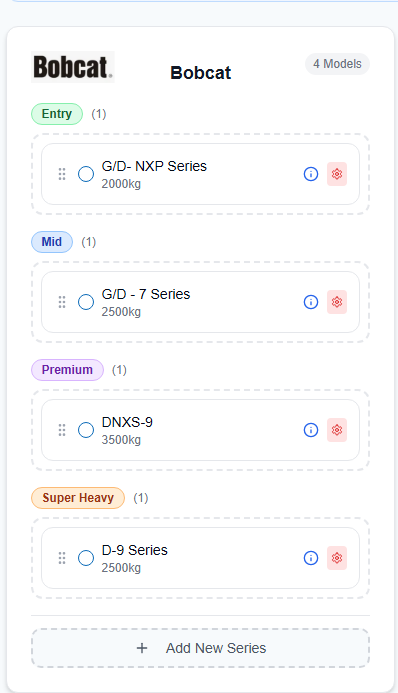 Bobcat.
Bobcat
4 Models
Entry (1)
G/D- NXP Series
2000kg
Mid (1)
G/D - 7 Series
2500kg
Premium (1)
DNXS-9
3500kg
Super Heavy (1)
D-9 Series
2500kg
+ Add New Series